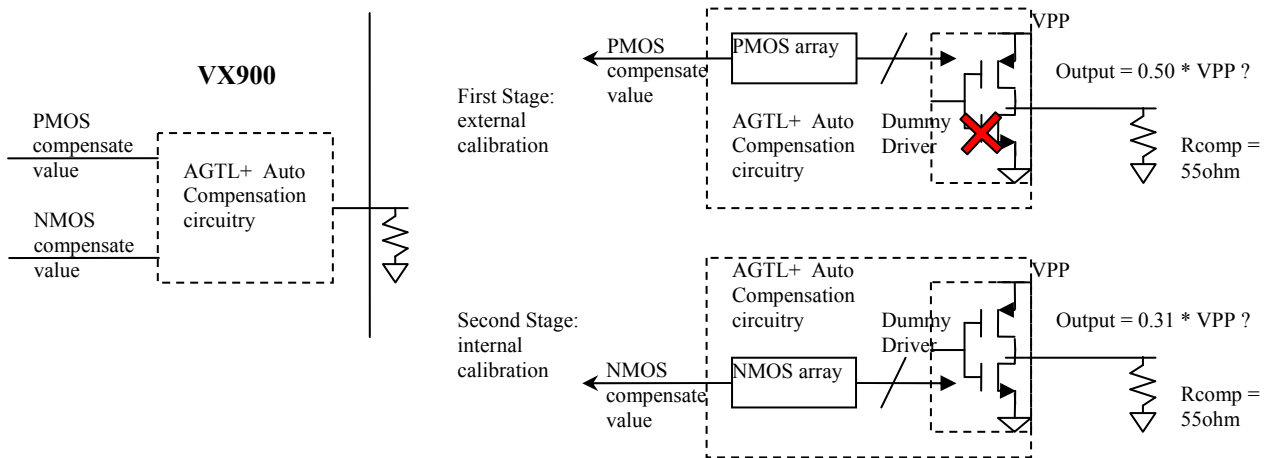 VX900
PMOS
compensate
value
NMOS
compensate
value
AGTL+ Auto
Compensation
circuitry
First Stage:
external
calibration
PMOS
compensate
value
PMOS array
AGTL+ Auto
Compensation
circuitry
Dummy
Driver
VPP
Output = 0.50 * VPP ?
Rcomp =
55ohm
Second Stage:
internal
calibration
NMOS
compensate
value
AGTL+ Auto
Compensation
circuitry
NMOS array
Dummy
Driver
VPP
Output = 0.31 * VPP ?
Rcomp =
55ohm